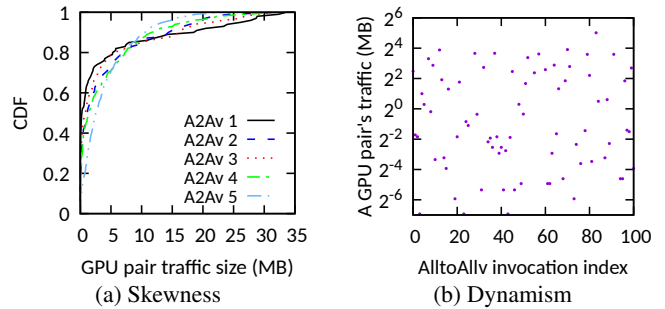 1
0.8
0.6
0.4
0.2
0
CDF
A2Av 1
A2Av 2
A2Av 3
A2Av 4
A2Av 5
0 5 10 15 20 25 30 35
GPU pair traffic size (MB)
(a) Skewness
2^6
2^4
2^2
2^0
2^-2
2^-4
2^-6
A GPU pair's traffic (MB)
0 20 40 60 80 100
AlltoAllv invocation index
(b) Dynamism